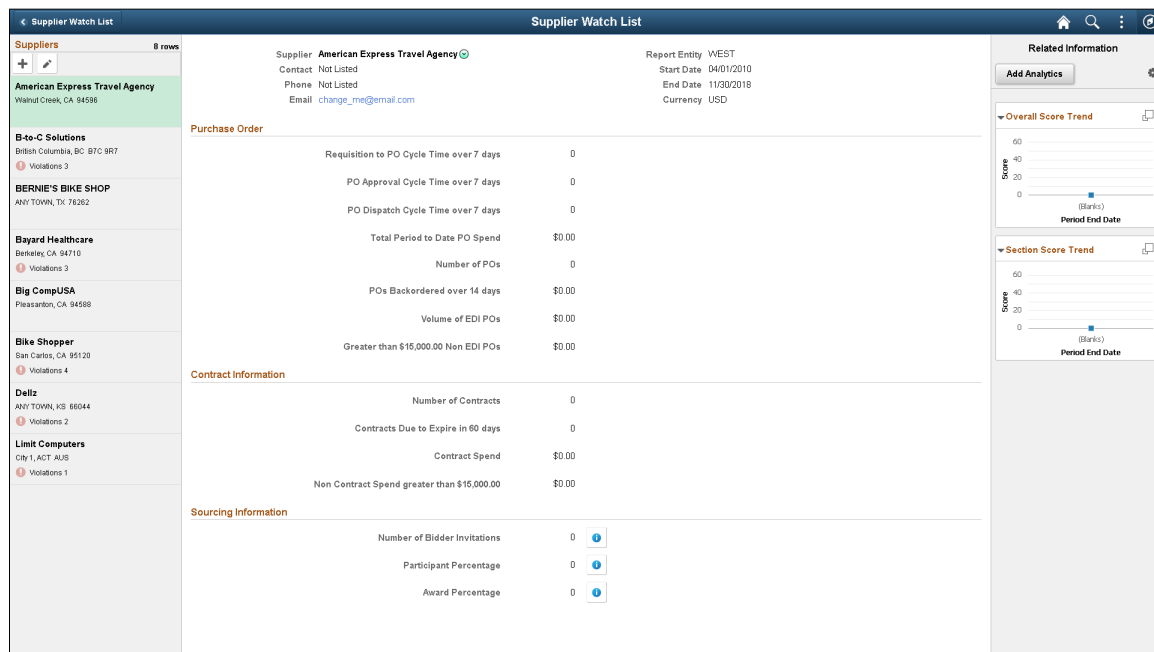 Supplier Watch List
Supplier Watch List
Suppliers
8 rows
American Express Travel Agency
Walnut Creek, CA 94596
B-to-C Solutions
British Columbia, BC B7C 9R7
Violations 3
BERNIE'S BIKE SHOP
ANY TOWN, TX 76262
Bayard Healthcare
Berkeley, CA 94710
Violations 3
Big CompUSA
Pleasanton, CA 94588
Bike Shopper
San Carlos, CA 95120
Violations 4
Dellz
ANY TOWN, KS 66044
Violations 2
Limit Computers
City 1, ACT AUS
Violations 1
Supplier American Express Travel Agency
Contact Not Listed
Phone Not Listed
Email change_me@email.com
Report Entity WEST
Start Date 04/01/2010
End Date 11/30/2018
Currency USD
Purchase Order
Requisition to PO Cycle Time over 7 days 0
PO Approval Cycle Time over 7 days 0
PO Dispatch Cycle Time over 7 days 0
Total Period to Date PO Spend $0.00
Number of POs 0
POs Backordered over 14 days $0.00
Volume of EDI POs $0.00
Greater than $15,000.00 Non EDI POs $0.00
Contract Information
Number of Contracts 0
Contracts Due to Expire in 60 days 0
Contract Spend $0.00
Non Contract Spend greater than $15,000.00 $0.00
Sourcing Information
Number of Bidder Invitations 0
Participant Percentage 0
Award Percentage 0
Related Information
Add Analytics
Overall Score Trend
Score
60
40
20
0
(Blanks)
Period End Date
Section Score Trend
Score
60
40
20
0
(Blanks)
Period End Date